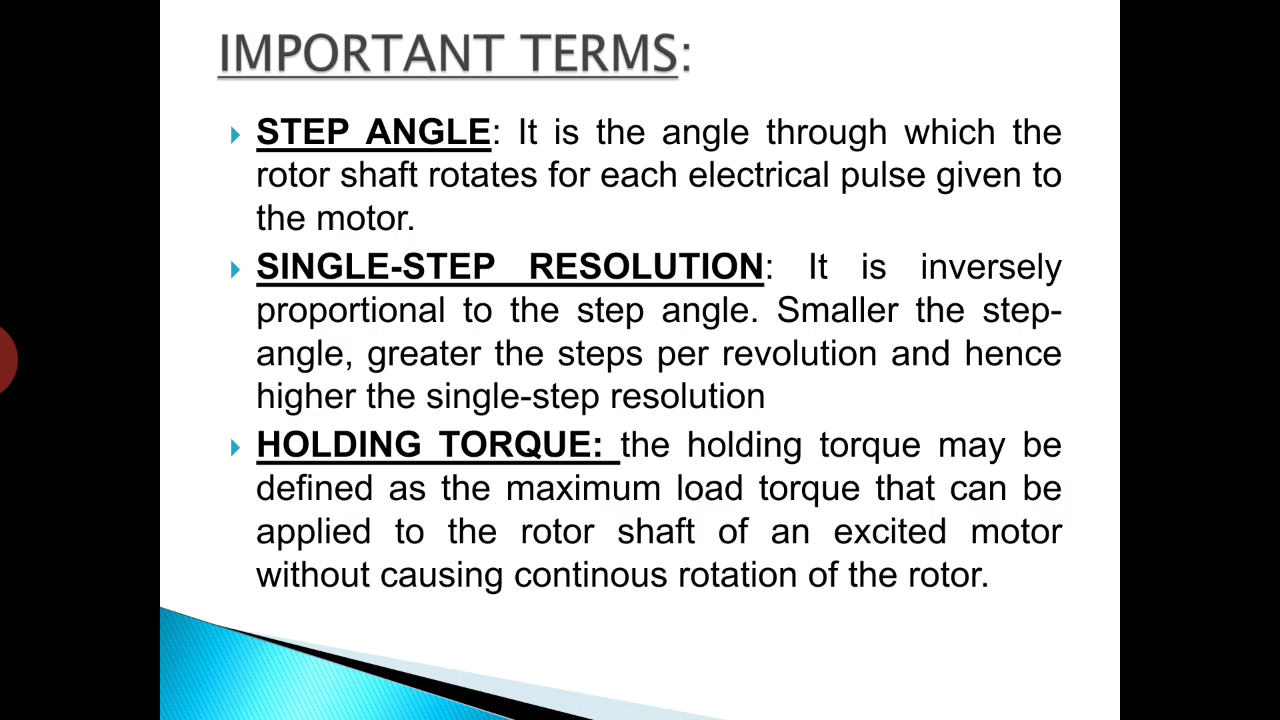 IMPORTANT TERMS:
STEP ANGLE: It is the angle through which the
rotor shaft rotates for each electrical pulse given to
the motor.
SINGLE-STEP RESOLUTION: It is inversely
proportional to the step angle. Smaller the step-
angle, greater the steps per revolution and hence
higher the single-step resolution
HOLDING TORQUE: the holding torque may be
defined as the maximum load torque that can be
applied to the rotor shaft of an excited motor
without causing continous rotation of the rotor.